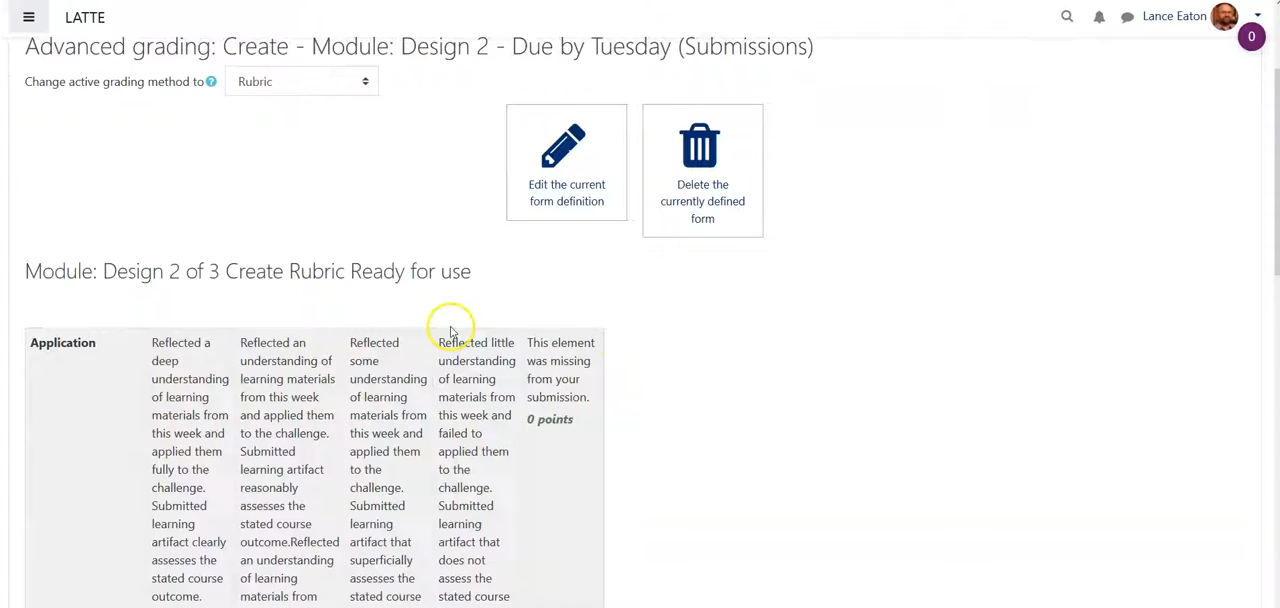 LATTE
Lance Eaton
0
Advanced grading: Create - Module: Design 2 - Due by Tuesday (Submissions)
Change active grading method to
Rubric
Edit the current
form definition
Delete the
currently defined
form
Module: Design 2 of 3 Create Rubric Ready for use
Application
Reflected a
deep
understanding
of learning
materials from
this week and
applied them
fully to the
challenge.
Submitted
learning
artifact clearly
assesses the
stated course
outcome.
Reflected an
understanding of
learning materials
from this week
and applied them
to the challenge.
Submitted
learning artifact
reasonably
assesses the
stated course
outcome.Reflected
an understanding
of learning
materials from
Reflected
some
understanding
of learning
materials from
this week and
applied them
to the
challenge.
Submitted
learning
artifact that
superficially
assesses the
stated course
Reflected little
understanding
of learning
materials from
this week and
failed to
applied them
to the
challenge.
Submitted
learning
artifact that
does not
assess the
stated course
This element
was missing
from your
submission.
0 points